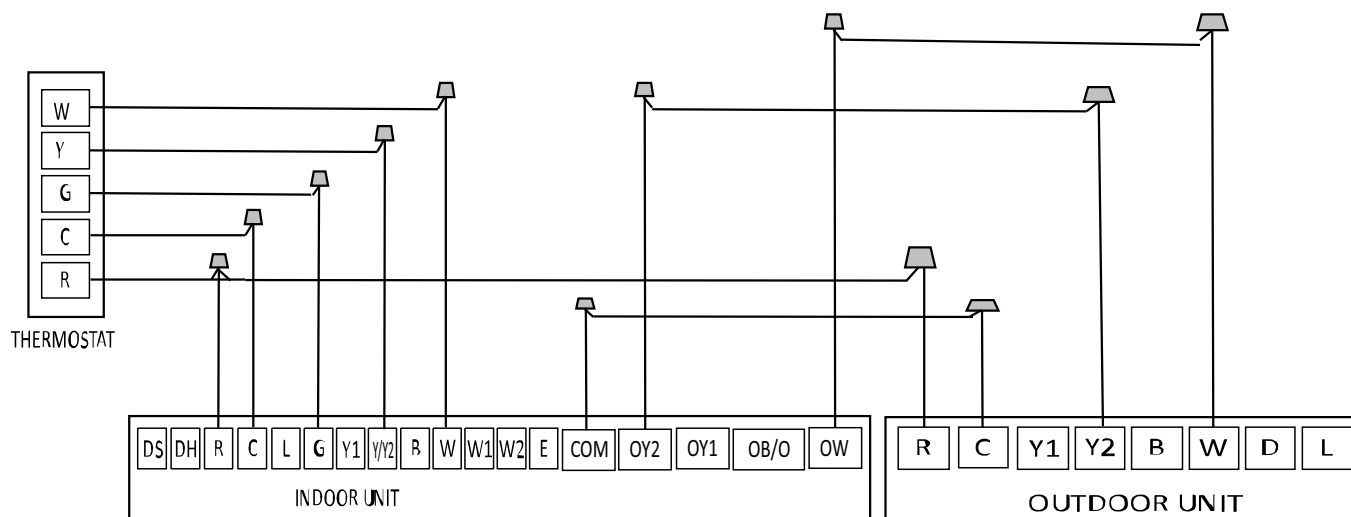 W
Y
G
C
R
THERMOSTAT
DS DH R C L G Y1 Y/Y2 B W W1 W2 E COM OY2 OY1 OB/O OW
R C Y1 Y2 B W D L
INDOOR UNIT
OUTDOOR UNIT